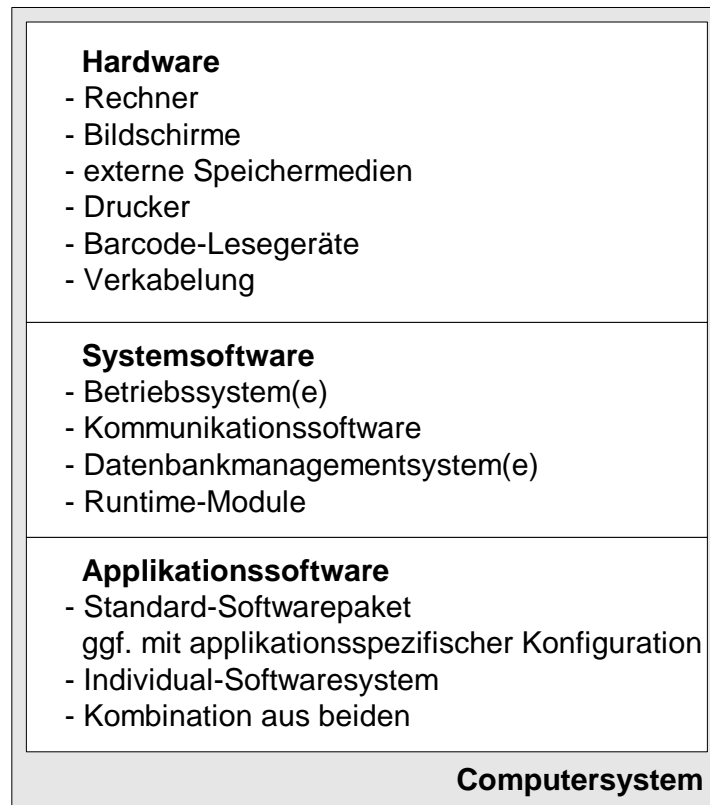 Hardware
- Rechner
- Bildschirme
- externe Speichermedien
- Drucker
- Barcode-Lesegeräte
- Verkabelung
Systemsoftware
- Betriebssystem(e)
- Kommunikationssoftware
- Datenbankmanagementsystem(e)
- Runtime-Module
Applikationssoftware
- Standard-Softwarepaket
ggf. mit applikationsspezifischer Konfiguration
- Individual-Softwaresystem
- Kombination aus beiden
Computersystem